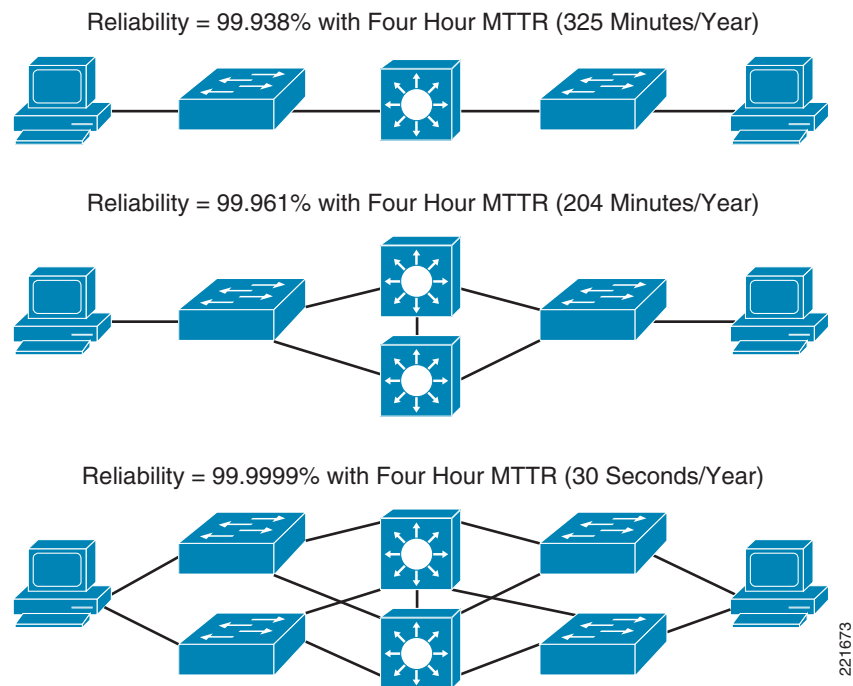 Reliability = 99.938% with Four Hour MTTR (325 Minutes/Year)
Reliability = 99.961% with Four Hour MTTR (204 Minutes/Year)
Reliability = 99.9999% with Four Hour MTTR (30 Seconds/Year)
221673